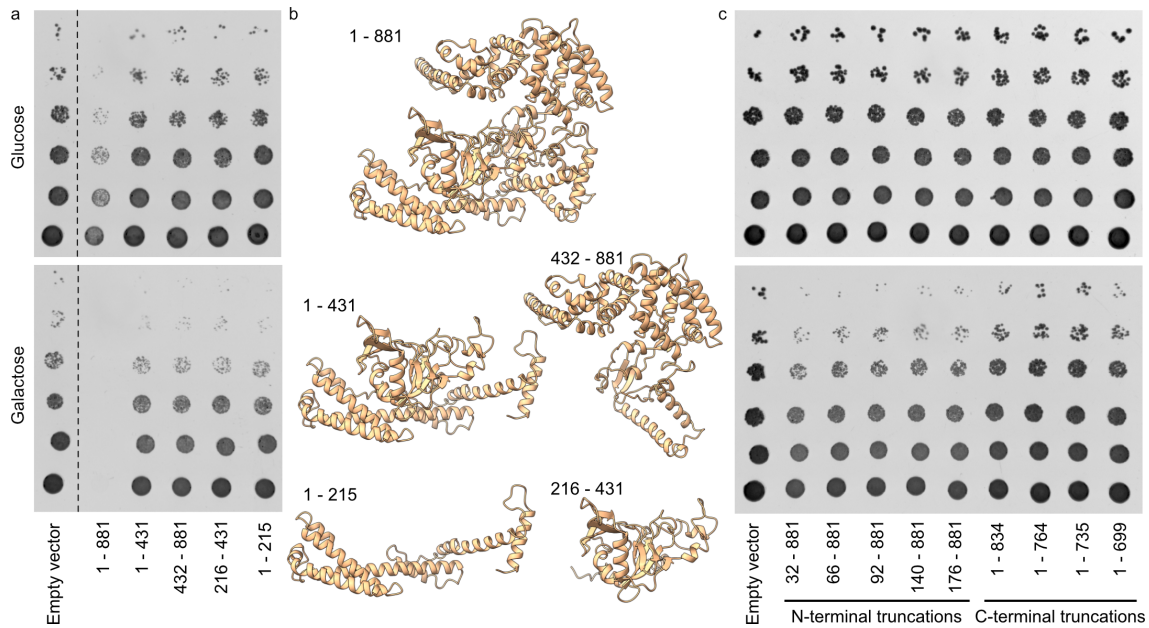 a
b
c
Glucose
Galactose
1 - 881
1 - 431
432 - 881
1 - 215
216 - 431
Empty vector
1 - 881
1 - 431
432 - 881
216 - 431
1 - 215
Empty vector
32 - 881
66 - 881
92 - 881
140 - 881
176 - 881
1 - 834
1 - 764
1 - 735
1 - 699
N-terminal truncations
C-terminal truncations